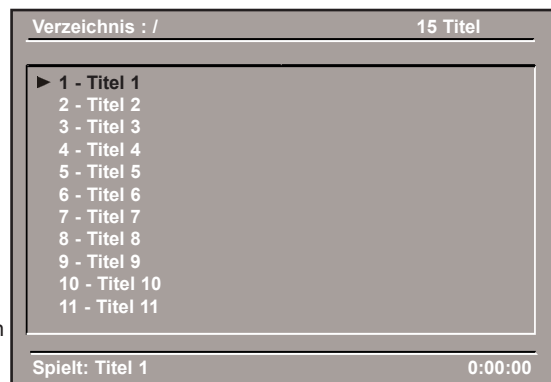 Verzeichnis : / 15 Titel
► 1 - Titel 1
2 - Titel 2
3 - Titel 3
4 - Titel 4
5 - Titel 5
6 - Titel 6
7 - Titel 7
8 - Titel 8
9 - Titel 9
10 - Titel 10
11 - Titel 11
Spielt: Titel 1 0:00:00